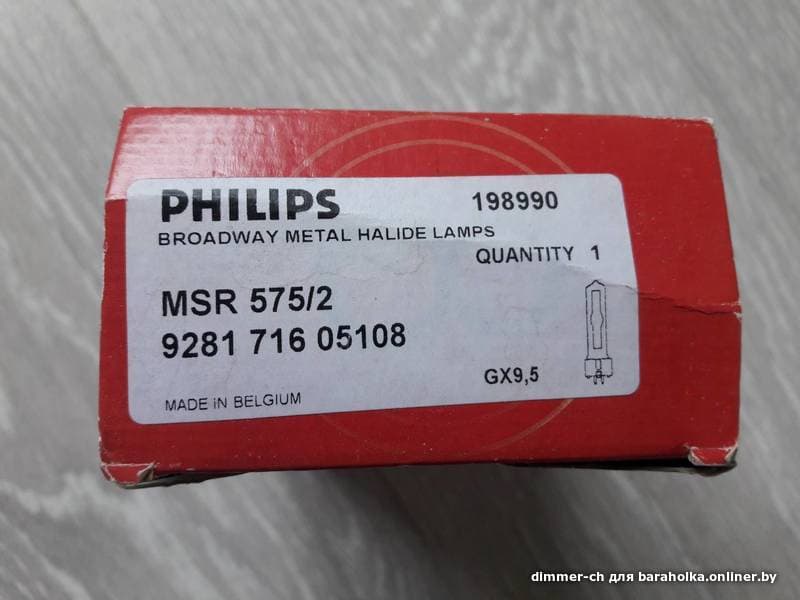 PHILIPS
198990
BROADWAY METAL HALIDE LAMPS
QUANTITY 1
MSR 575/2
9281 716 05108
GX9,5
MADE iN BELGIUM
dimmer-ch для baraholka.onliner.by